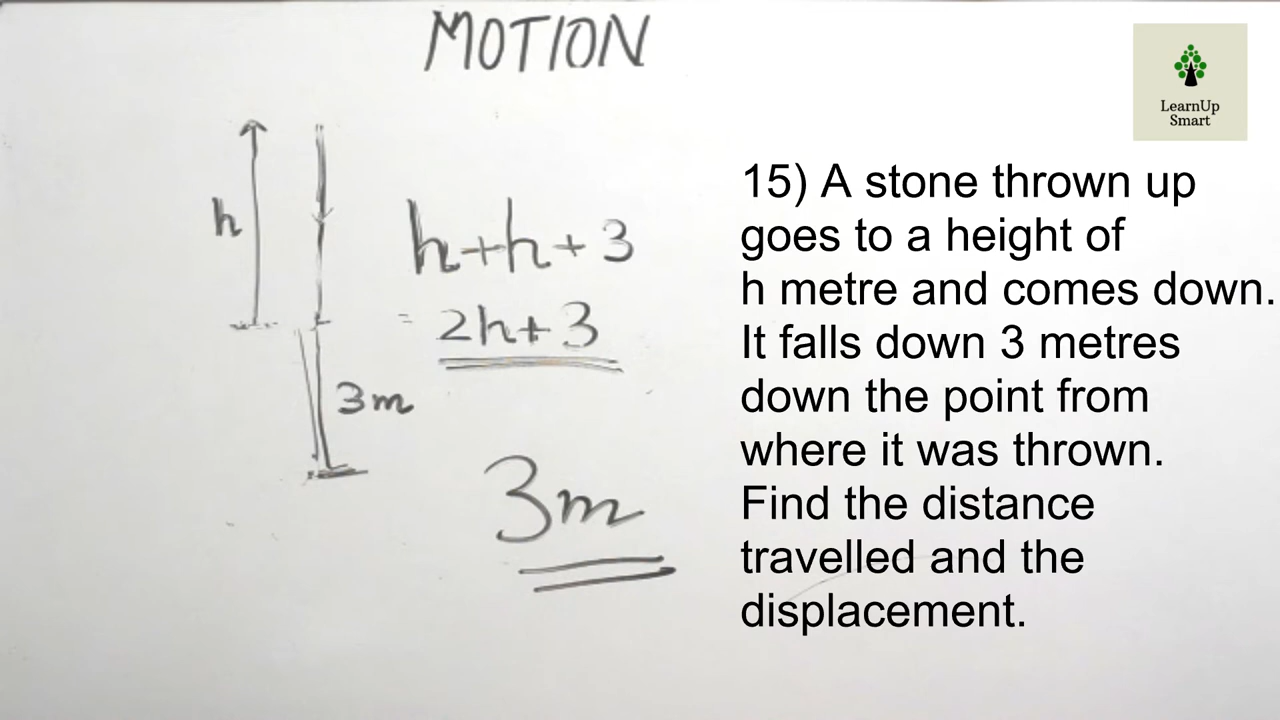 MOTION
LearnUp
Smart
h
h+h+3
= 2h+3
3m
3m
15) A stone thrown up
goes to a height of
h metre and comes down.
It falls down 3 metres
down the point from
where it was thrown.
Find the distance
travelled and the
displacement.